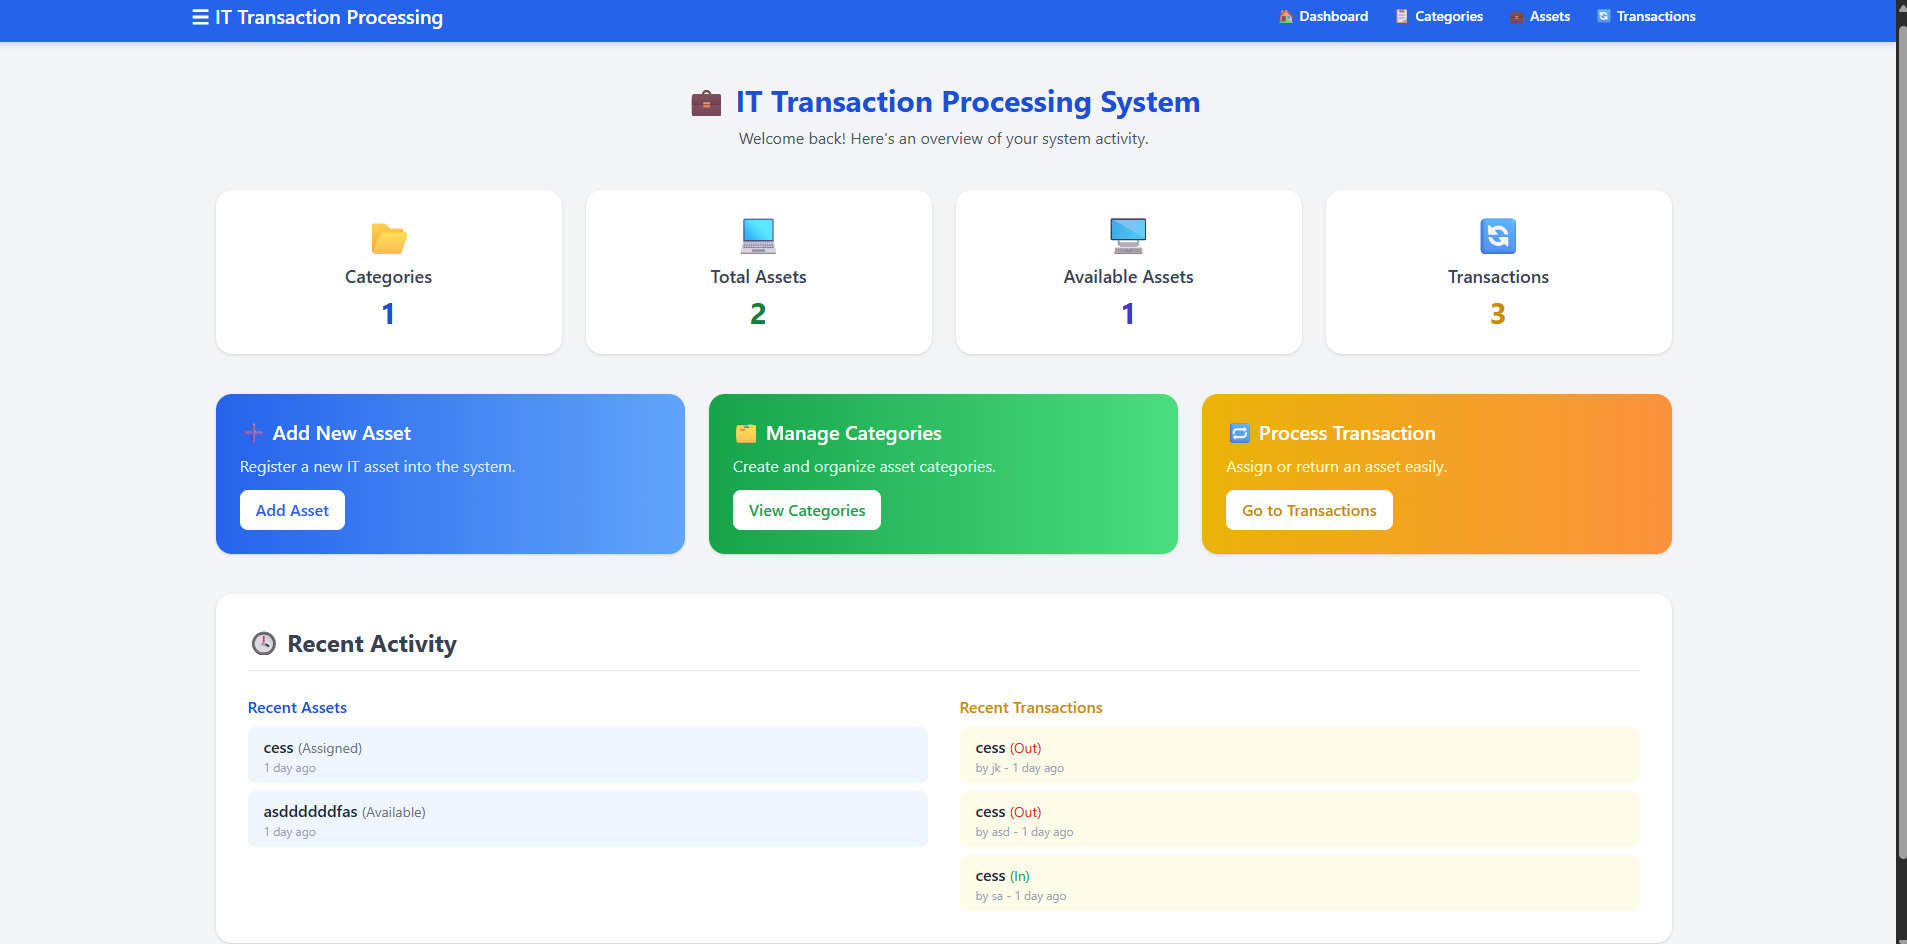 ☰ IT Transaction Processing
Dashboard Categories Assets Transactions
IT Transaction Processing System
Welcome back! Here's an overview of your system activity.
Categories
1
Total Assets
2
Available Assets
1
Transactions
3
Add New Asset
Register a new IT asset into the system.
Add Asset
Manage Categories
Create and organize asset categories.
View Categories
Process Transaction
Assign or return an asset easily.
Go to Transactions
Recent Activity
Recent Assets
cess (Assigned)
1 day ago
asddddddfas (Available)
1 day ago
Recent Transactions
cess (Out)
by jk - 1 day ago
cess (Out)
by asd - 1 day ago
cess (In)
by sa - 1 day ago